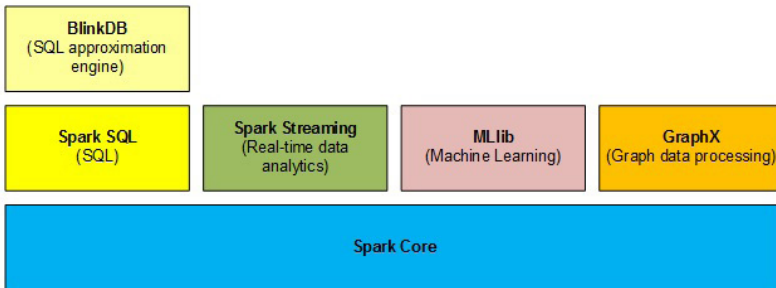 BlinkDB
(SQL approximation
engine)
Spark SQL
(SQL)
Spark Streaming
(Real-time data
analytics)
MLlib
(Machine Learning)
GraphX
(Graph data processing)
Spark Core